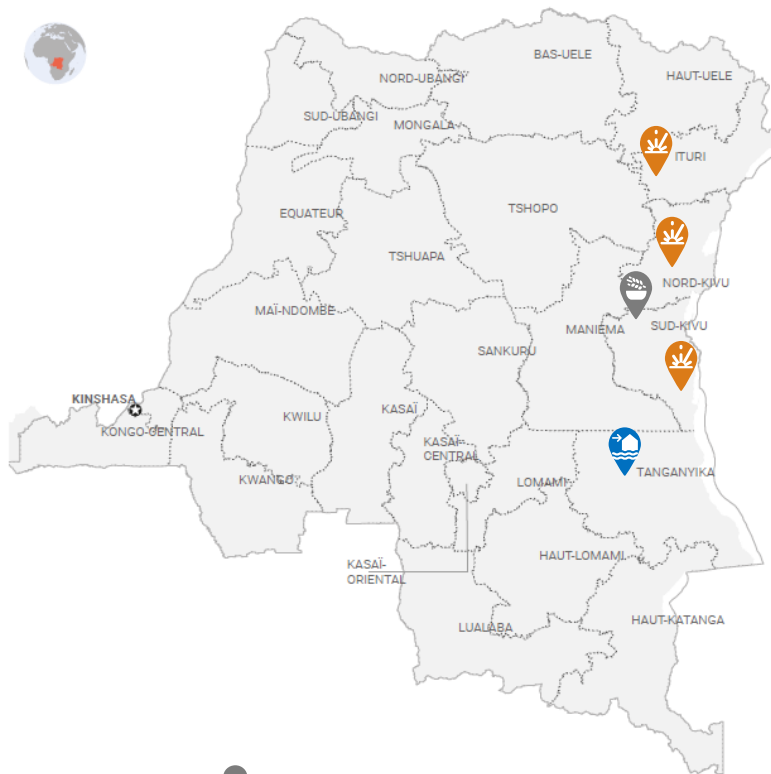 BAS-UELE
HAUT-UELE
NORD-UBANGI
SUD-UBANGI
MONGALA
ITURI
EQUATEUR
TSHOPO
TSHUAPA
NORD-KIVU
MAÏ-NDOMBE
MANIEMA
SUD-KIVU
SANKURU
KINSHASA
KONGO-CENTRAL
KWILU
KASAÏ
KASAÏ-
CENTRAL
KWANGO
LOMAMI
TANGANYIKA
KASAÏ-
ORIENTAL
HAUT-LOMAMI
LUALABA
HAUT-KATANGA